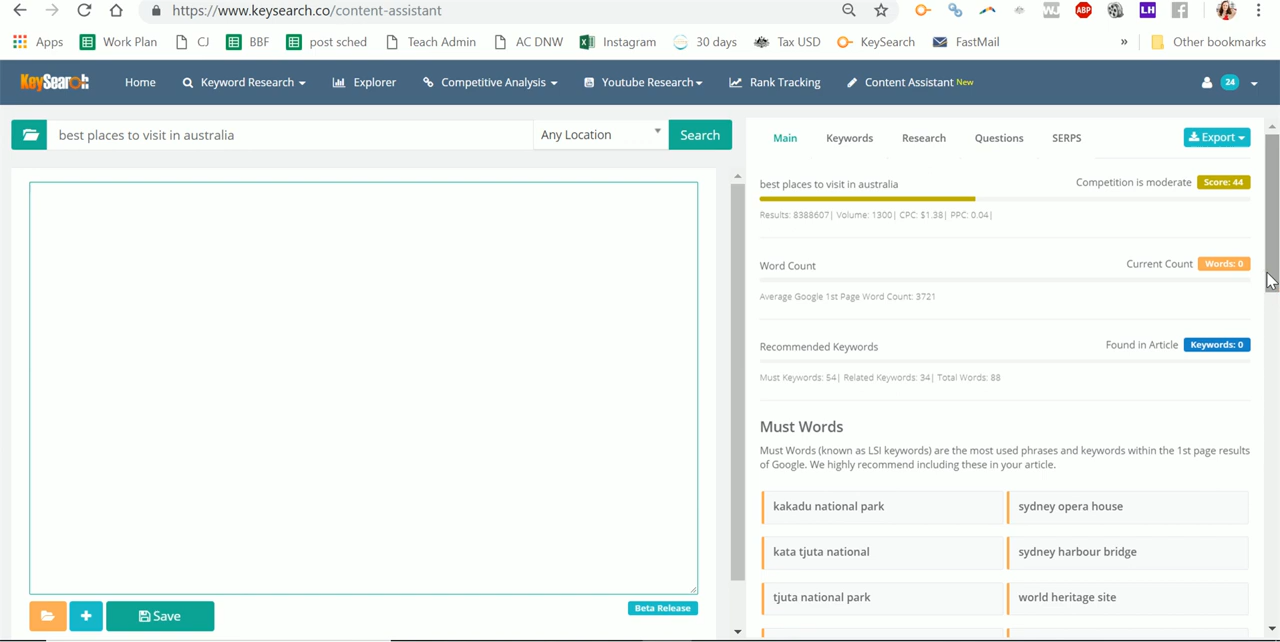 https://www.keysearch.co/content-assistant
WJ ABP LH
Apps Work Plan CJ BBF post sched Teach Admin AC DNW Instagram 30 days Tax USD KeySearch FastMail » Other bookmarks
KeySearch Home Keyword Research Explorer Competitive Analysis Youtube Research Rank Tracking Content Assistant New 24
best places to visit in australia Any Location Search
Main Keywords Research Questions SERPS Export
best places to visit in australia Competition is moderate Score: 44
Results: 8388607| Volume: 1300| CPC: $1.38| PPC: 0.04|
Word Count Current Count Words: 0
Average Google 1st Page Word Count: 3721
Recommended Keywords Found in Article Keywords: 0
Must Keywords: 54| Related Keywords: 34| Total Words: 88
Must Words
Must Words (known as LSI keywords) are the most used phrases and keywords within the 1st page results
of Google. We highly recommend including these in your article.
kakadu national park sydney opera house
kata tjuta national sydney harbour bridge
tjuta national park world heritage site
Beta Release
Save